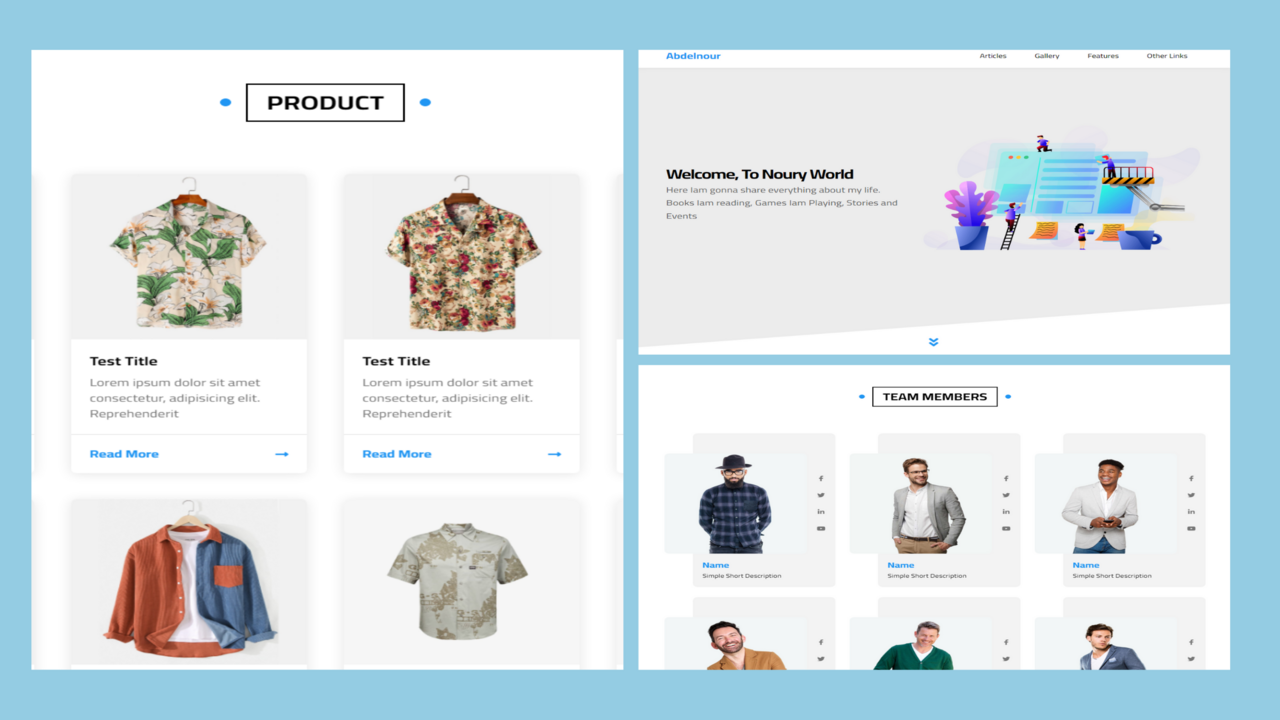 PRODUCT
Test Title
Lorem ipsum dolor sit amet
consectetur, adipisicing elit.
Reprehenderit
Read More
Test Title
Lorem ipsum dolor sit amet
consectetur, adipisicing elit.
Reprehenderit
Read More
Abdelnour
Articles Gallery Features Other Links
Welcome, To Noury World
Here Iam gonna share everything about my life.
Books Iam reading, Games Iam Playing, Stories and
Events
TEAM MEMBERS
Name
Simple Short Description
Name
Simple Short Description
Name
Simple Short Description